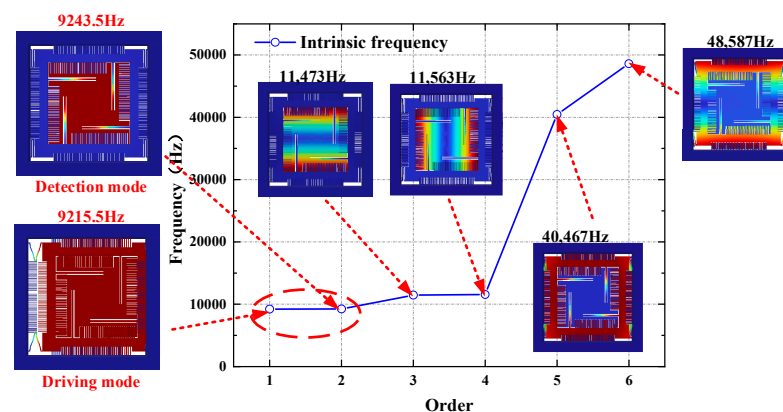 9243.5Hz
Detection mode
9215.5Hz
Driving mode
Intrinsic frequency
11,473Hz
11,563Hz
48,587Hz
40,467Hz
Frequency (Hz)
50000
40000
30000
20000
10000
0
1 2 3 4 5 6
Order